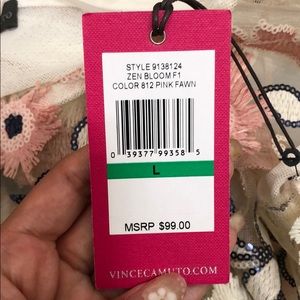 STYLE 9138124
ZEN BLOOM F1
COLOR 812 PINK FAWN
0 39377 99358 5
L
MSRP $99.00
VINCECAMUTO.COM